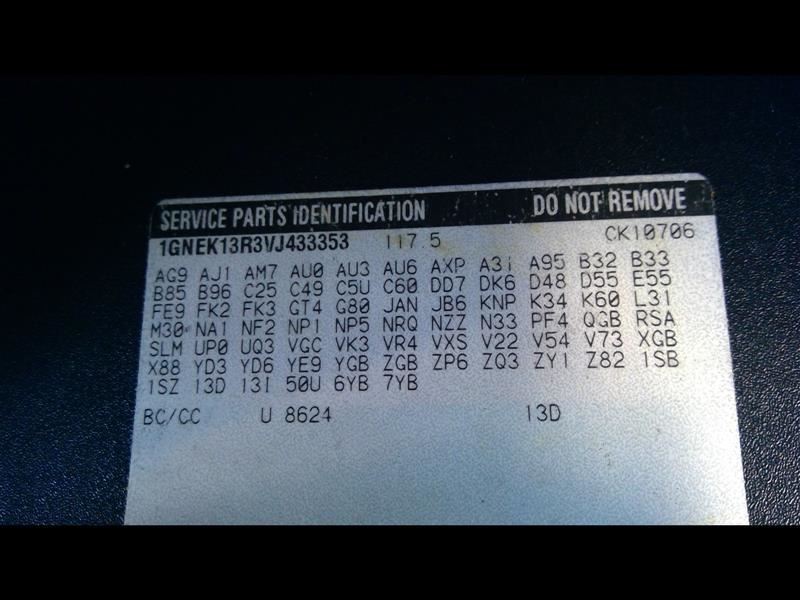 SERVICE PARTS IDENTIFICATION DO NOT REMOVE
1GNEK13R3VJ433353 117.5 CK10706
AG9 AJ1 AM7 AU0 AU3 AU6 AXP A31 A95 B32 B33
B85 B96 C25 C49 C5U C60 DD7 DK6 D48 D55 E55
FE9 FK2 FK3 GT4 G80 JAN JB6 KNP K34 K60 L31
M30 NA1 NF2 NP1 NP5 NRQ NZZ N33 PF4 QGB RSA
SLM UP0 UQ3 VGC VK3 VR4 VXS V22 V54 V73 XGB
X88 YD3 YD6 YE9 YGB ZGB ZP6 ZQ3 ZY1 Z82 1SB
1SZ 13D 13I 50U 6YB 7YB
BC/CC U 8624 13D